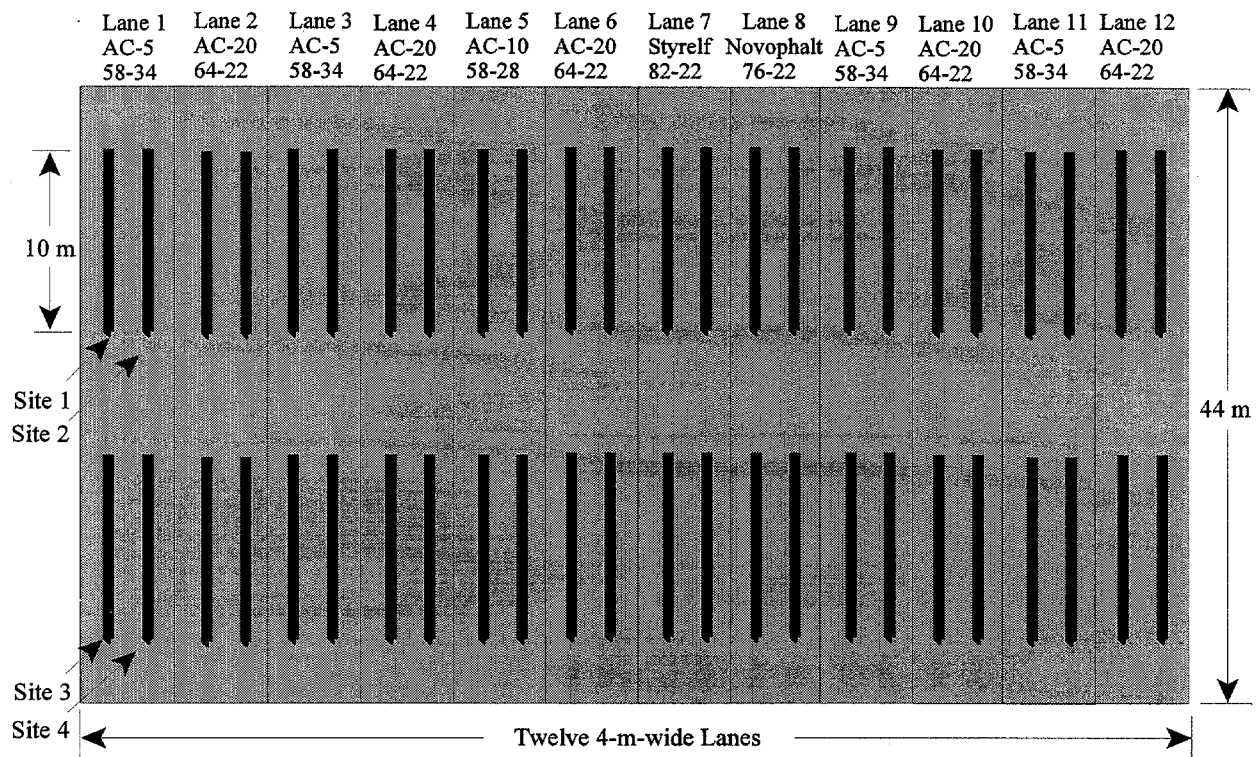 Lane 1 Lane 2 Lane 3 Lane 4 Lane 5 Lane 6 Lane 7 Lane 8 Lane 9 Lane 10 Lane 11 Lane 12
AC-5 AC-20 AC-5 AC-20 AC-10 AC-20 Styrelf Novophalt AC-5 AC-20 AC-5 AC-20
58-34 64-22 58-34 64-22 58-28 64-22 82-22 76-22 58-34 64-22 58-34 64-22
10 m
Site 1
Site 2
44 m
Site 3
Site 4
Twelve 4-m-wide Lanes